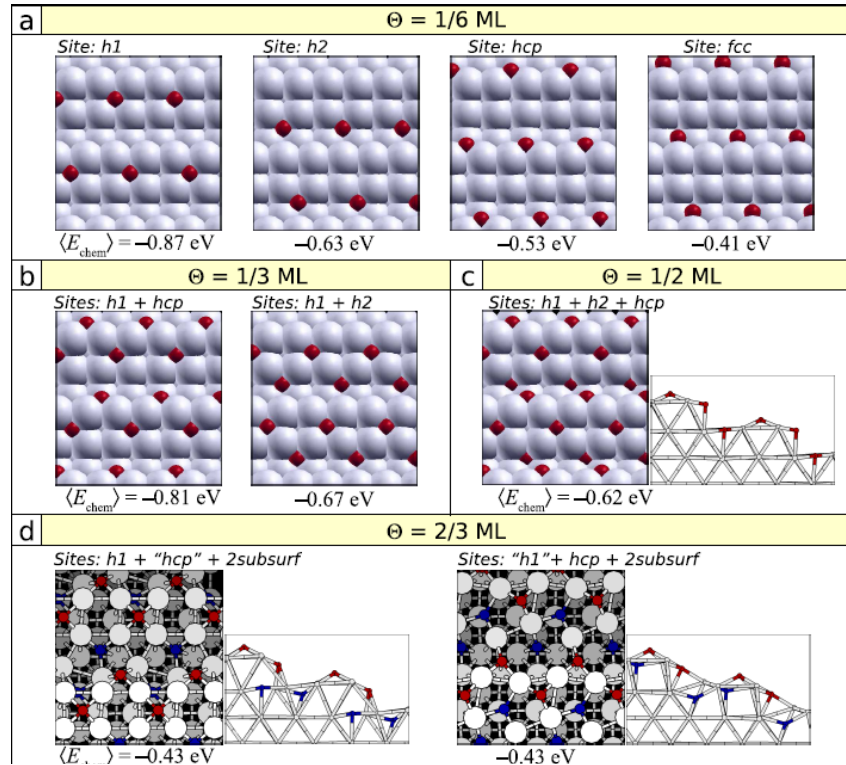 a
Θ = 1/6 ML
Site: h1
Site: h2
Site: hcp
Site: fcc
⟨E_chem⟩ = −0.87 eV
−0.63 eV
−0.53 eV
−0.41 eV
b
Θ = 1/3 ML
Sites: h1 + hcp
Sites: h1 + h2
⟨E_chem⟩ = −0.81 eV
−0.67 eV
c
Θ = 1/2 ML
Sites: h1 + h2 + hcp
⟨E_chem⟩ = −0.62 eV
d
Θ = 2/3 ML
Sites: h1 + “hcp” + 2subsurf
Sites: “h1”+ hcp + 2subsurf
= −0.43 eV
−0.43 eV